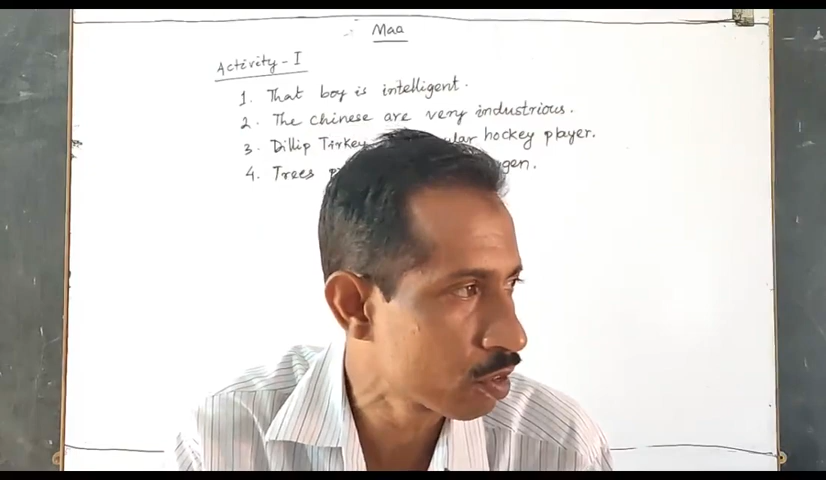 Maa
Activity - I
1. That boy is intelligent.
2. The Chinese are very industrious.
3. Dillip Tirkey hockey player.
4. Trees